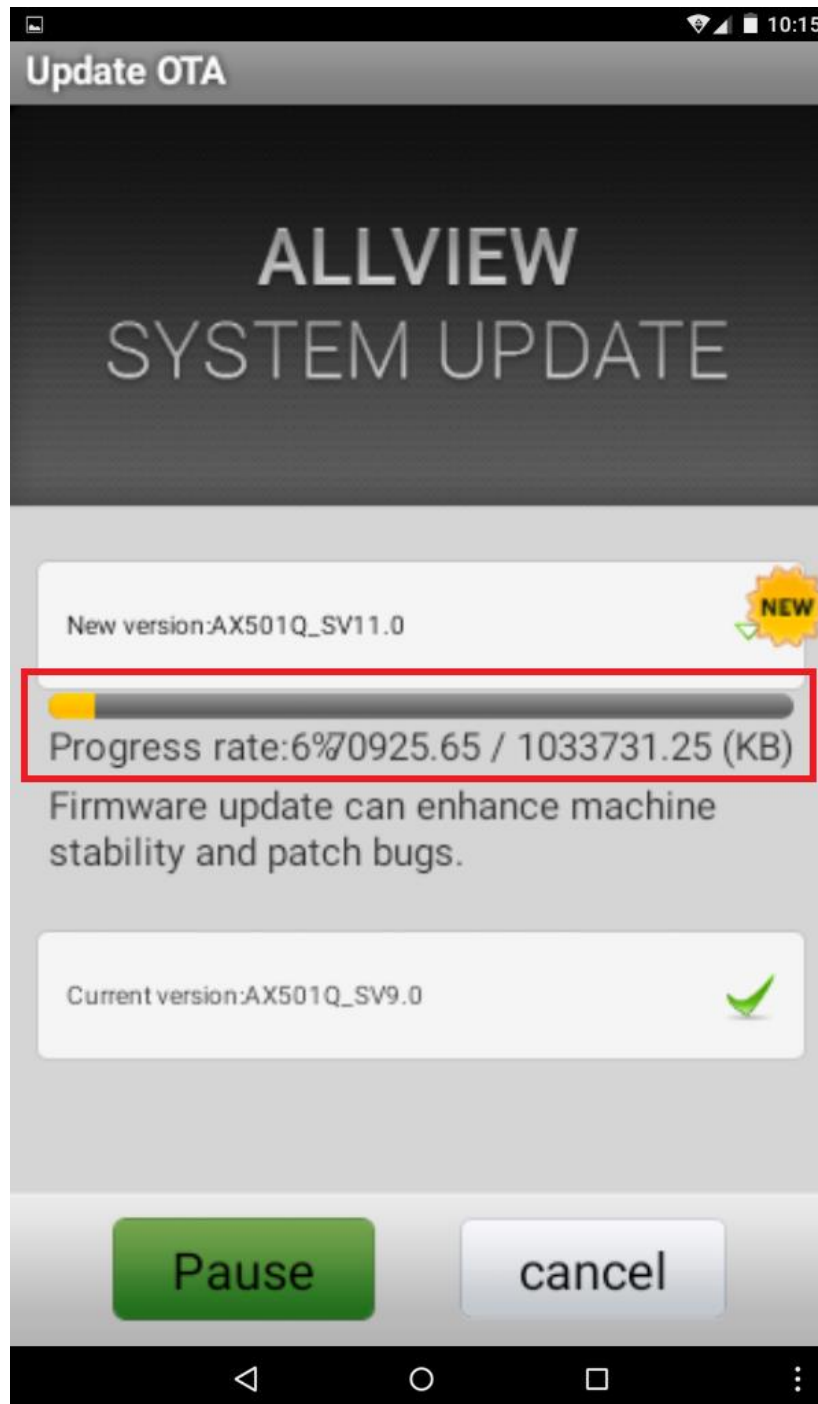 10:15
Update OTA
ALLVIEW
SYSTEM UPDATE
New version:AX501Q_SV11.0
NEW
Progress rate:6%70925.65 / 1033731.25 (KB)
Firmware update can enhance machine
stability and patch bugs.
Current version:AX501Q_SV9.0
Pause
cancel